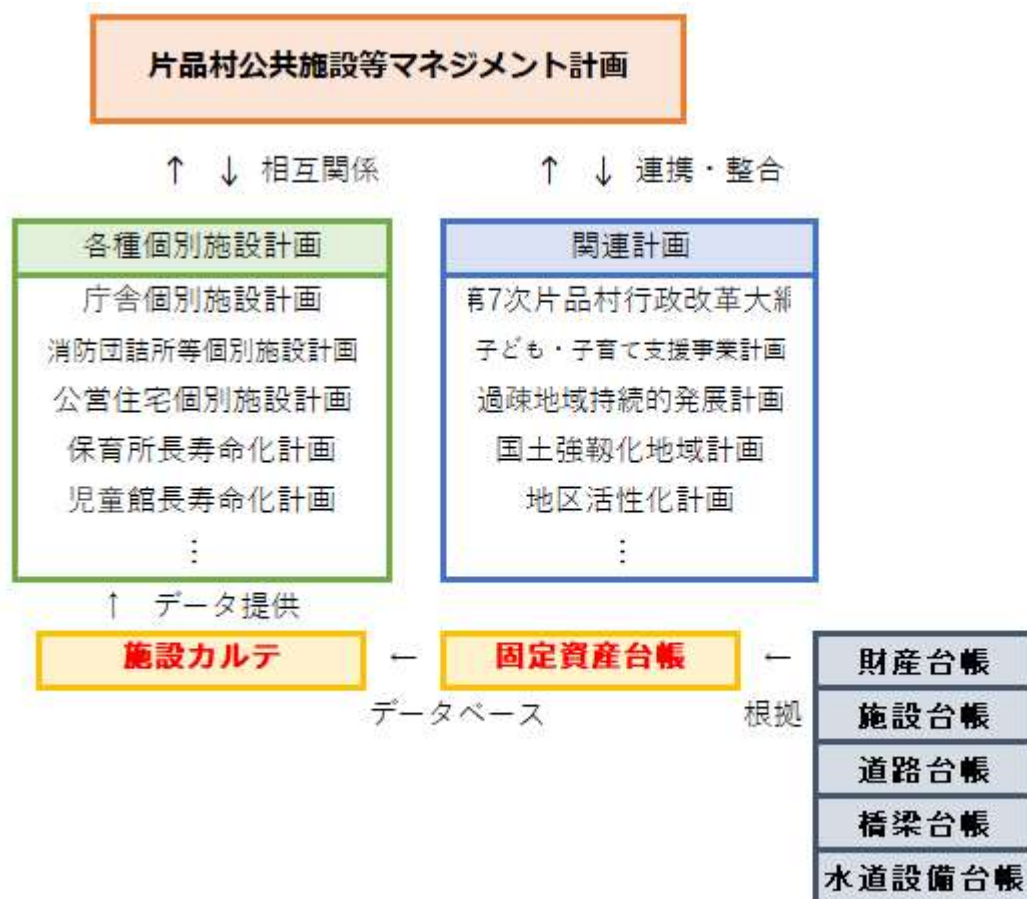 片品村公共施設等マネジメント計画
↑ ↓ 相互関係
↑ ↓ 連携・整合
各種個別施設計画
庁舎個別施設計画
消防団詰所等個別施設計画
公営住宅個別施設計画
保育所長寿命化計画
児童館長寿命化計画
⋮
関連計画
第7次片品村行政改革大綱
子ども・子育て支援事業計画
過疎地域持続的発展計画
国土強靱化地域計画
地区活性化計画
⋮
↑ データ提供
施設カルテ
←
固定資産台帳
←
データベース
根拠
財産台帳
施設台帳
道路台帳
橋梁台帳
水道設備台帳